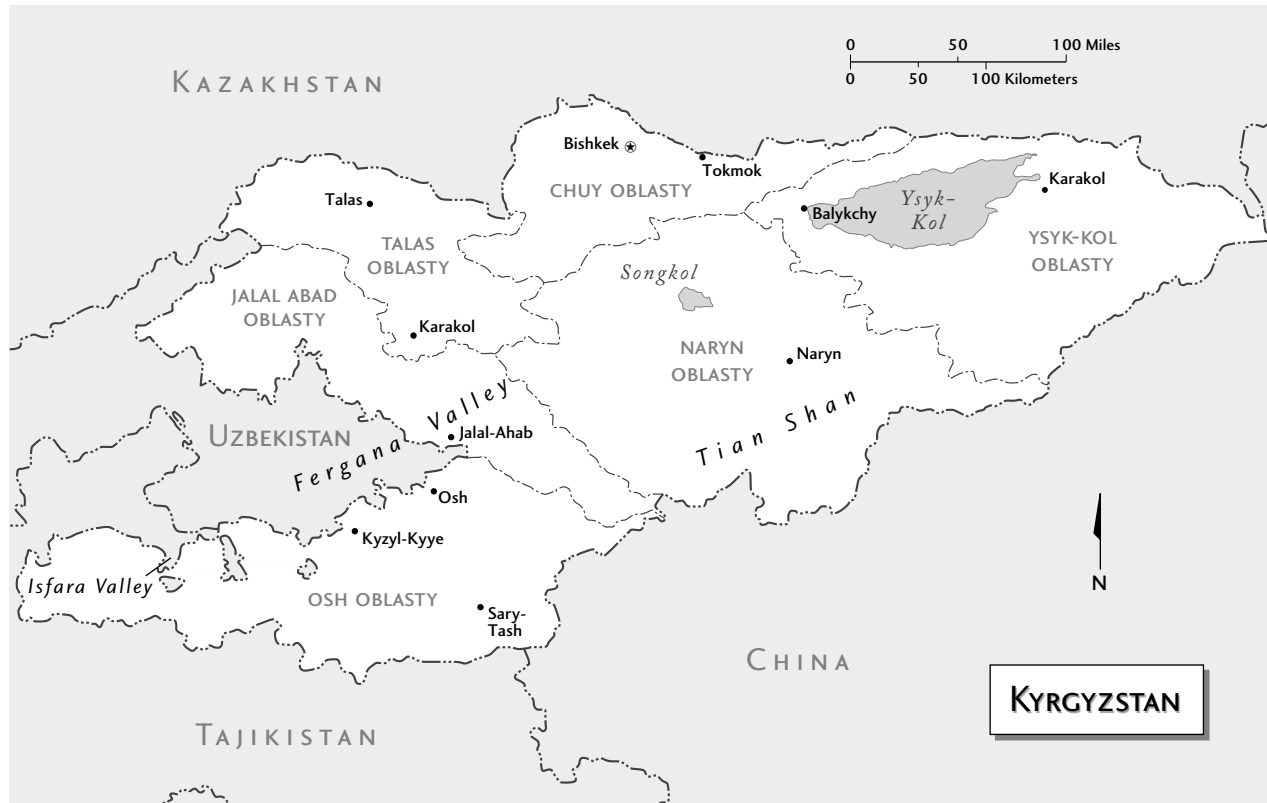 0 50 100 Miles
0 50 100 Kilometers
KAZAKHSTAN
Bishkek
Tokmok
CHUY OBLASTY
Karakol
Talas
Balykchy
Ysyk-
Kol
TALAS
OBLASTY
YSYK-KOL
OBLASTY
Songkol
JALAL ABAD
OBLASTY
Karakol
NARYN
OBLASTY
Naryn
Fergana Valley
Tian Shan
UZBEKISTAN
Jalal-Ahab
Osh
Kyzyl-Kyye
Isfara Valley
OSH OBLASTY
Sary-
Tash
N
CHINA
KYRGYZSTAN
TAJIKISTAN